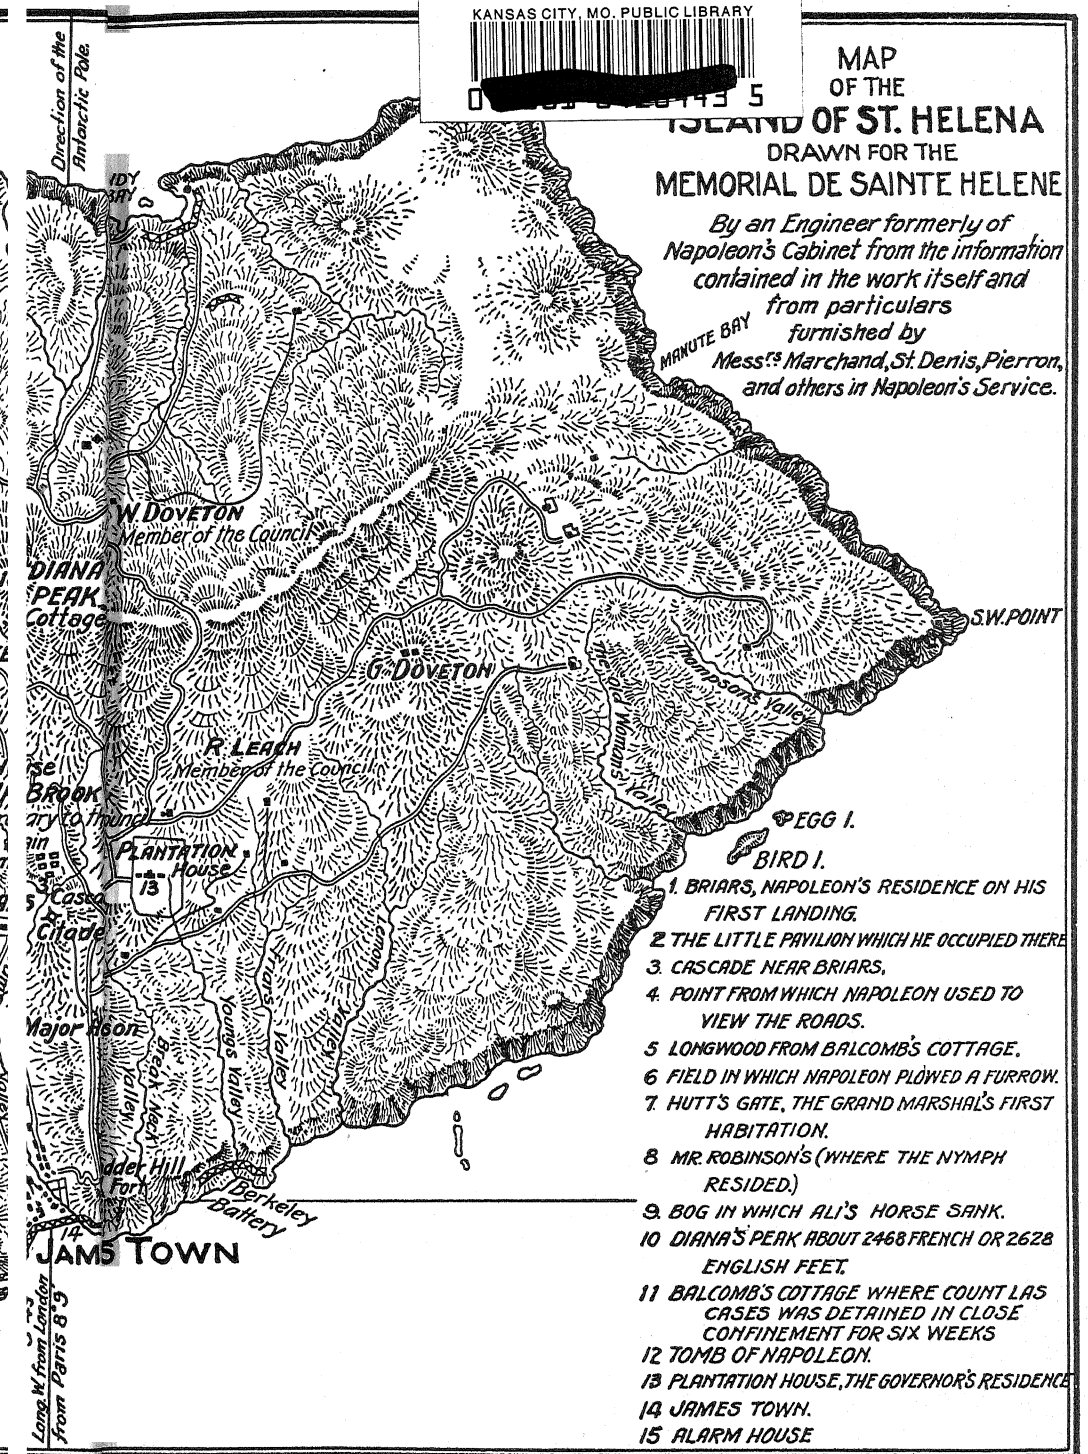 KANSAS CITY, MO. PUBLIC LIBRARY
MAP
OF THE
ISLAND OF ST. HELENA
DRAWN FOR THE
MEMORIAL DE SAINTE HELENE
By an Engineer formerly of
Napoleon's Cabinet from the information
contained in the work itself and
from particulars
furnished by
Messrs Marchand, St. Denis, Pierron,
and others in Napoleon's Service.
Direction of the
Antarctic Pole.
MANUTE BAY
W DOVETON
Member of the Council
DIANA
PEAK
Cottage
S.W. POINT
G. DOVETON
Thompsons Valley
R. LEACH
Member of the Council
BROOK
PLANTATION
House
13
3
EGG I.
BIRD I.
Lemon Valley
Friars Valley
Youngs Valley
Break Neck Valley
Major
dder Hill
Fort
Berkeley
Battery
14
JAMS TOWN
Long. W. from London
from Paris 8°9'
1. BRIARS, NAPOLEON'S RESIDENCE ON HIS
FIRST LANDING.
2 THE LITTLE PAVILION WHICH HE OCCUPIED THERE
3. CASCADE NEAR BRIARS,
4. POINT FROM WHICH NAPOLEON USED TO
VIEW THE ROADS.
5 LONGWOOD FROM BALCOMB'S COTTAGE.
6 FIELD IN WHICH NAPOLEON PLOWED A FURROW.
7. HUTT'S GATE, THE GRAND MARSHAL'S FIRST
HABITATION.
8 MR. ROBINSON'S (WHERE THE NYMPH
RESIDED.)
9. BOG IN WHICH ALI'S HORSE SANK.
10 DIANA'S PEAK ABOUT 2468 FRENCH OR 2628
ENGLISH FEET.
11 BALCOMB'S COTTAGE WHERE COUNT LAS
CASES WAS DETAINED IN CLOSE
CONFINEMENT FOR SIX WEEKS
12 TOMB OF NAPOLEON.
13 PLANTATION HOUSE, THE GOVERNOR'S RESIDENCE
14 JAMES TOWN.
15 ALARM HOUSE